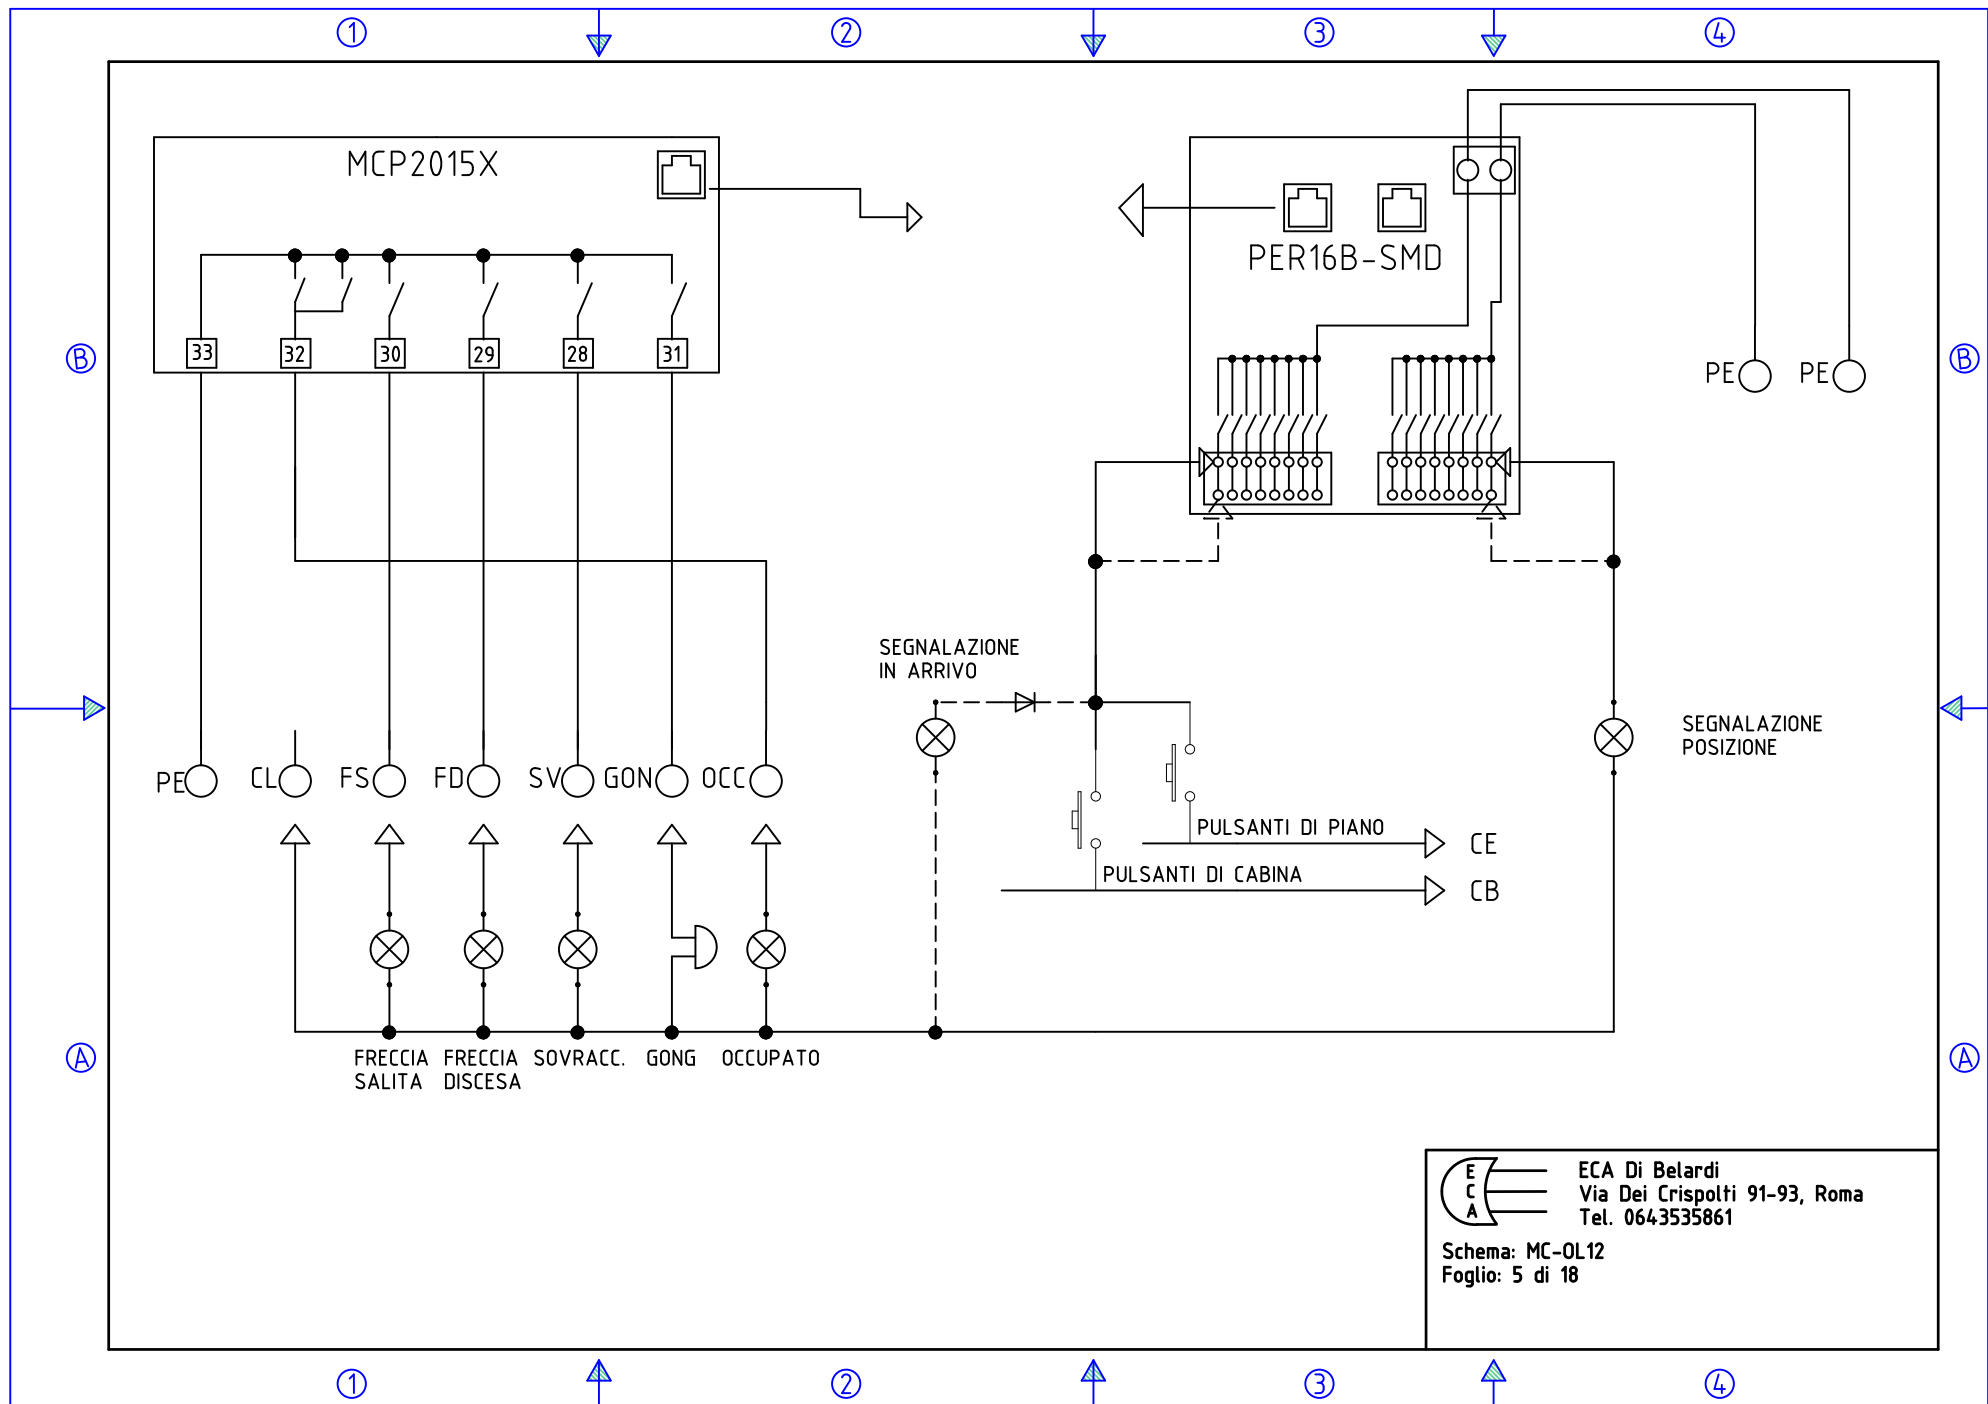 1 2 3 4
MCP2015X
PER16B-SMD
33 32 30 29 28 31
B
B
PE PE
SEGNALAZIONE
IN ARRIVO
SEGNALAZIONE
POSIZIONE
PE CL FS FD SV GON OCC
PULSANTI DI PIANO
CE
PULSANTI DI CABINA
CB
A
A
FRECCIA
SALITA
FRECCIA
DISCESA
SOVRACC.
GONG
OCCUPATO
E
C
A
ECA Di Belardi
Via Dei Crispolti 91-93, Roma
Tel. 0643535861
Schema: MC-OL12
Foglio: 5 di 18
1 2 3 4